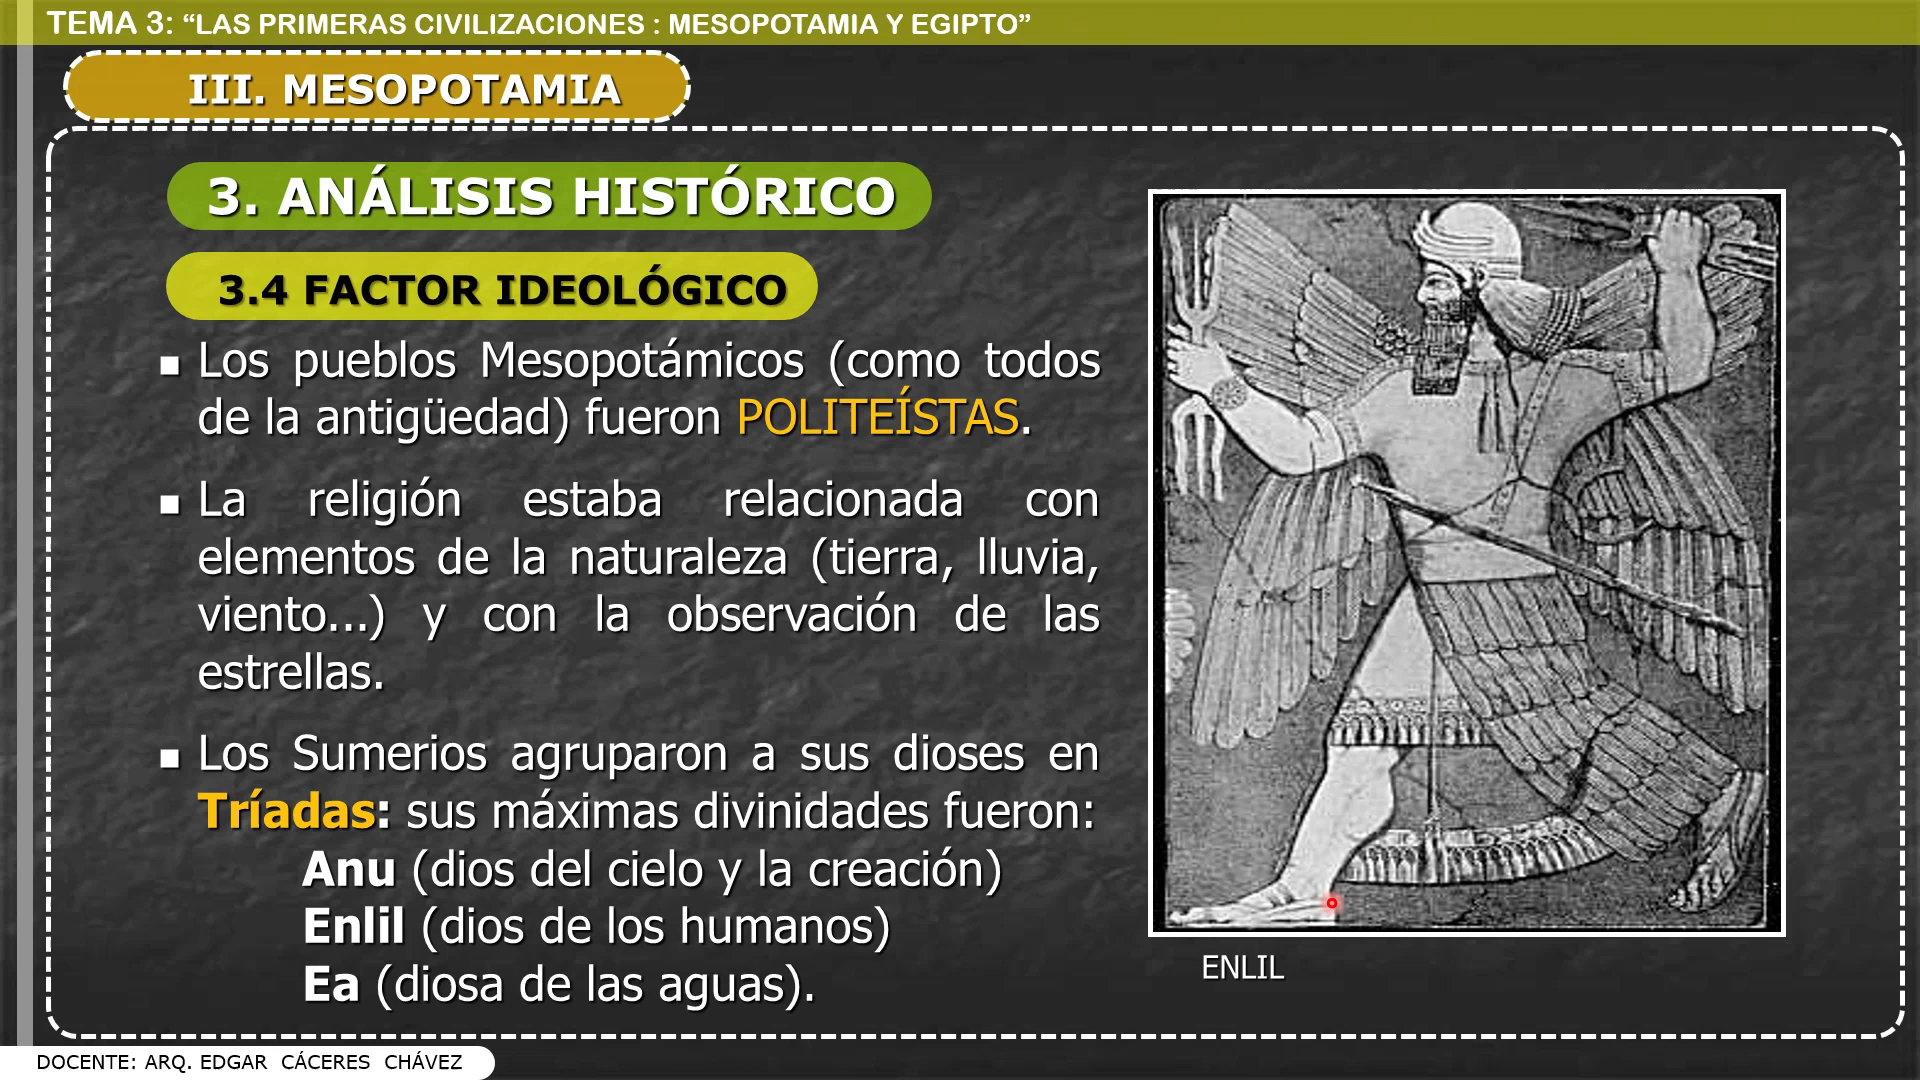 TEMA 3: “LAS PRIMERAS CIVILIZACIONES : MESOPOTAMIA Y EGIPTO”
III. MESOPOTAMIA
3. ANÁLISIS HISTÓRICO
3.4 FACTOR IDEOLÓGICO
▪ Los pueblos Mesopotámicos (como todos
de la antigüedad) fueron POLITEÍSTAS.
▪ La religión estaba relacionada con
elementos de la naturaleza (tierra, lluvia,
viento...) y con la observación de las
estrellas.
▪ Los Sumerios agruparon a sus dioses en
Tríadas: sus máximas divinidades fueron:
Anu (dios del cielo y la creación)
Enlil (dios de los humanos)
Ea (diosa de las aguas).
ENLIL
DOCENTE: ARQ. EDGAR CÁCERES CHÁVEZ